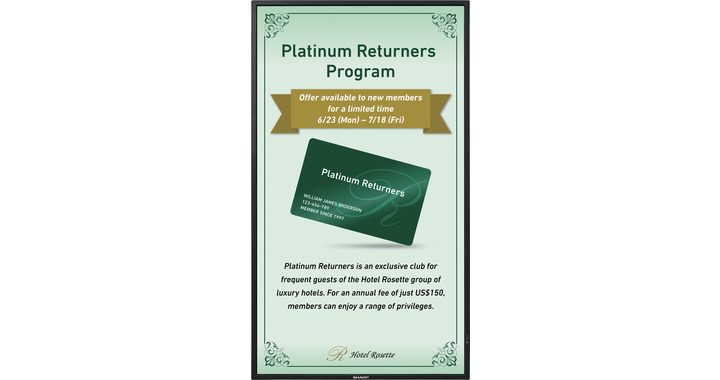 Platinum Returners
Program
Offer available to new members
for a limited time
6/23 (Mon) – 7/18 (Fri)
Platinum Returners
WILLIAM JAMES ANDERSON
123-456-789
MEMBER SINCE 1997
R
Platinum Returners is an exclusive club for
frequent guests of the Hotel Rosette group of
luxury hotels. For an annual fee of just US$150,
members can enjoy a range of privileges.
R Hotel Rosette
SHARP